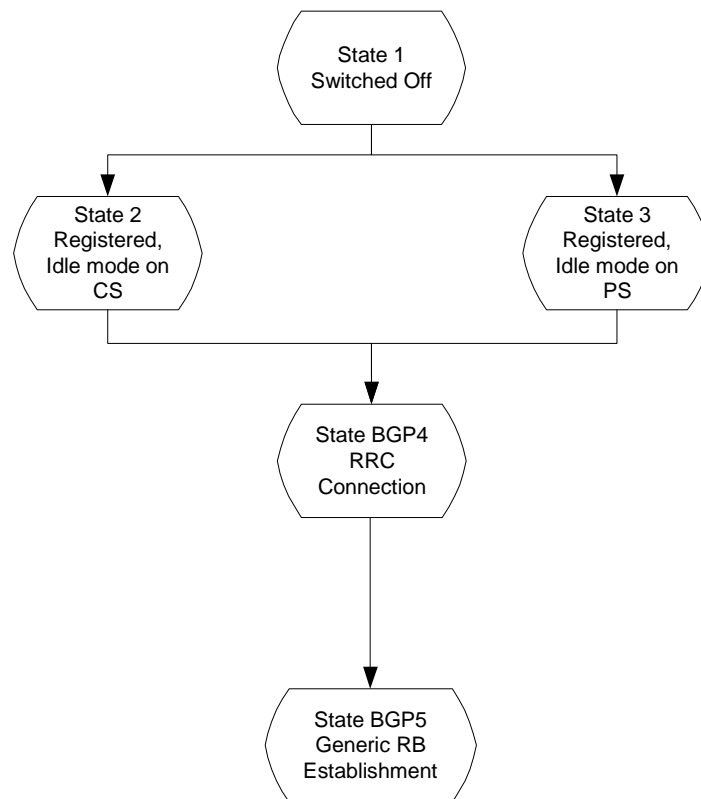 State 1
Switched Off
State 2
Registered,
Idle mode on
CS
State 3
Registered,
Idle mode on
PS
State BGP4
RRC
Connection
State BGP5
Generic RB
Establishment